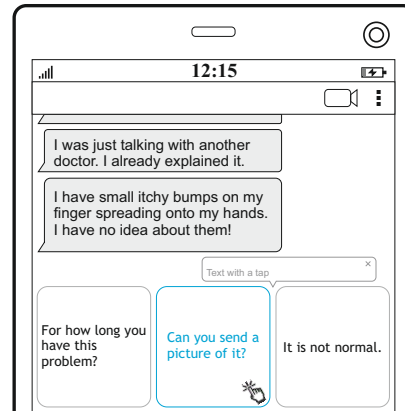 12:15
I was just talking with another
doctor. I already explained it.
I have small itchy bumps on my
finger spreading onto my hands.
I have no idea about them!
Text with a tap
×
For how long you
have this
problem?
Can you send a
picture of it?
It is not normal.